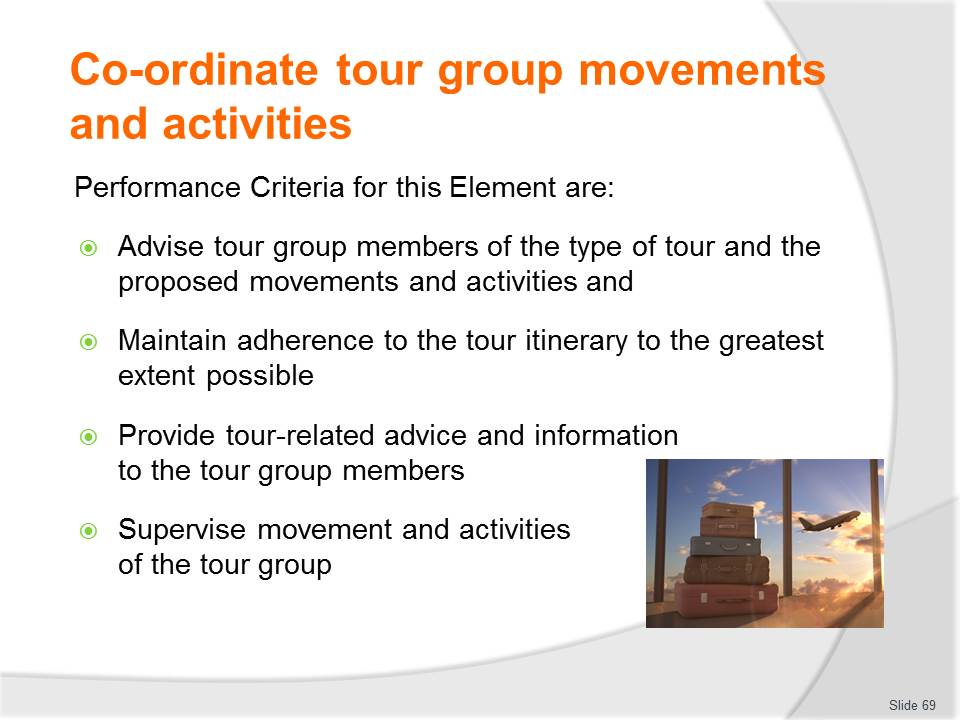 Co-ordinate tour group movements
and activities
Performance Criteria for this Element are:
Advise tour group members of the type of tour and the
proposed movements and activities and
Maintain adherence to the tour itinerary to the greatest
extent possible
Provide tour-related advice and information
to the tour group members
Supervise movement and activities
of the tour group
Slide 69